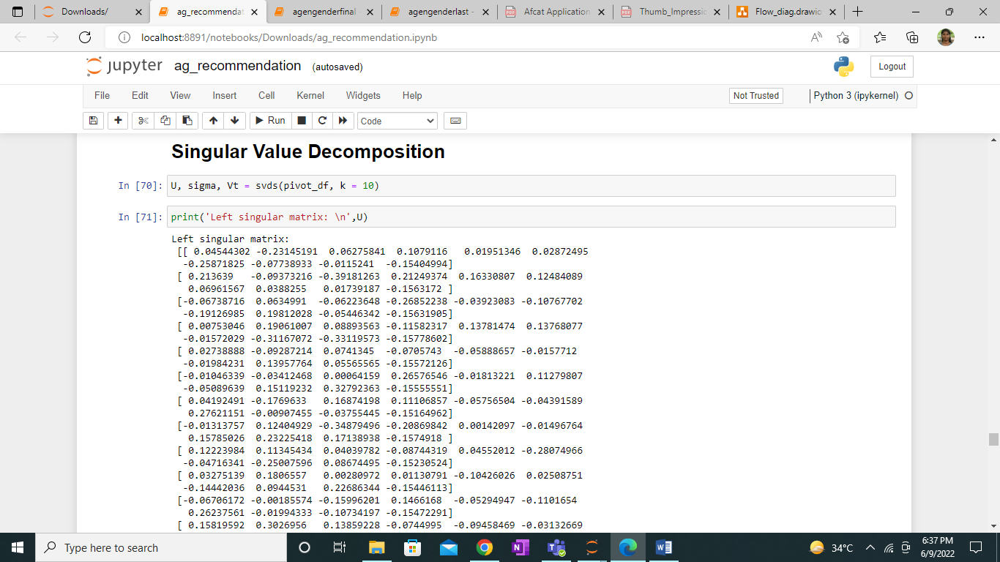 Downloads/
ag_recommendat
agengenderfinal
agengenderlast -
Afcat Application
Thumb_Impressic
Flow_diag.drawio
localhost:8891/notebooks/Downloads/ag_recommendation.ipynb
jupyter ag_recommendation (autosaved)
Logout
File Edit View Insert Cell Kernel Widgets Help
Not Trusted
Python 3 (ipykernel)
Run
Code
Singular Value Decomposition
In [70]: U, sigma, Vt = svds(pivot_df, k = 10)
In [71]: print('Left singular matrix: \n',U)
Left singular matrix:
[[ 0.04544302 -0.23145191 0.06275841 0.1079116 0.01951346 0.02872495
-0.25871825 -0.07738933 -0.0115241 -0.15404994]
[ 0.213639 -0.09373216 -0.39181263 0.21249374 0.16330807 0.12484089
0.06961567 0.0388255 0.01739187 -0.1563172 ]
[-0.06738716 0.0634991 -0.06223648 -0.26852238 -0.03923083 -0.10767702
-0.19126985 0.19812028 -0.05446342 -0.15631905]
[ 0.00753046 0.19061007 0.08893563 -0.11582317 0.13781474 0.13768077
-0.01572029 -0.31167072 -0.33119573 -0.15778602]
[ 0.02738888 -0.09287214 0.0741345 -0.0705743 -0.05888657 -0.0157712
-0.01984231 0.13957764 0.05565565 -0.15572126]
[-0.01046339 -0.03412468 0.00064159 0.26576546 -0.01813221 0.11279807
-0.05089639 0.15119232 0.32792363 -0.15555551]
[ 0.04192491 -0.1769633 0.16874198 0.11106857 -0.05756504 -0.04391589
0.27621151 -0.00907455 -0.03755445 -0.15164962]
[-0.01313757 0.12404929 -0.34879496 -0.20869842 0.00142097 -0.01496764
0.15785026 0.23225418 0.17138938 -0.1574918 ]
[ 0.12223984 0.11345434 0.04039782 -0.08744319 0.04552012 -0.28074966
-0.04716341 -0.25007596 0.08674495 -0.15230524]
[ 0.03275139 0.1806557 0.00280972 0.01130791 -0.10426026 0.02508751
-0.14442036 0.0944531 0.22686344 -0.15446113]
[-0.06706172 -0.00185574 -0.15996201 0.1466168 -0.05294947 -0.1101654
0.26237561 -0.01994333 -0.10734197 -0.15472291]
[ 0.15819592 0.3026956 0.13859228 -0.0744995 -0.09458469 -0.03132669
Type here to search
34°C
6:37 PM
6/9/2022